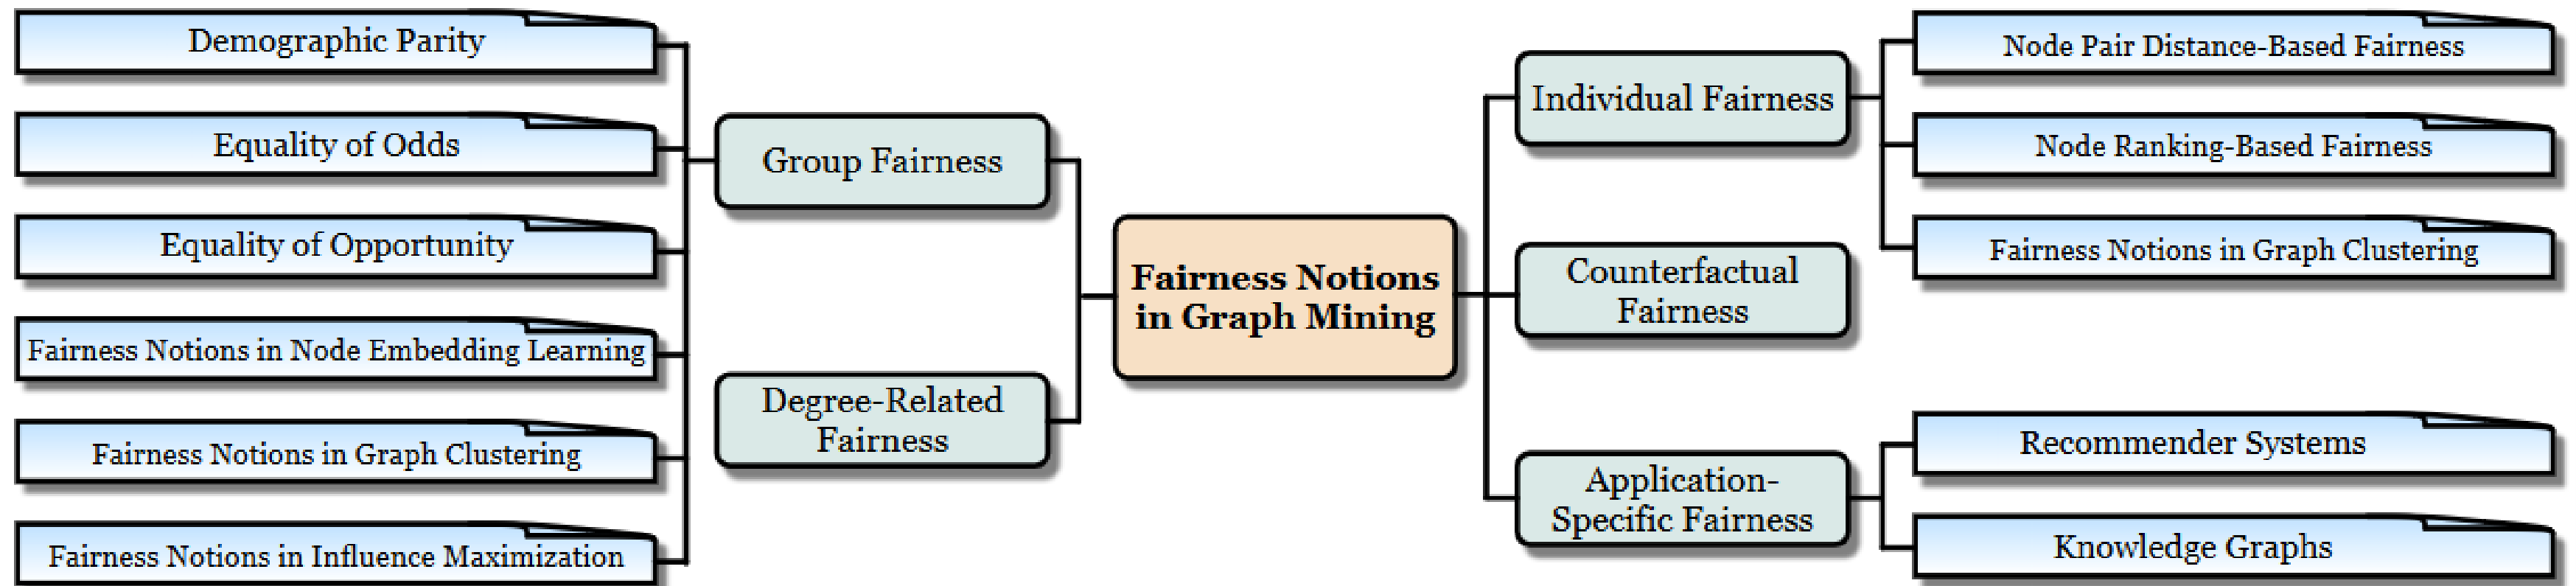 Demographic Parity
Equality of Odds
Equality of Opportunity
Fairness Notions in Node Embedding Learning
Fairness Notions in Graph Clustering
Fairness Notions in Influence Maximization
Group Fairness
Degree-Related
Fairness
Fairness Notions
in Graph Mining
Individual Fairness
Counterfactual
Fairness
Application-
Specific Fairness
Node Pair Distance-Based Fairness
Node Ranking-Based Fairness
Fairness Notions in Graph Clustering
Recommender Systems
Knowledge Graphs